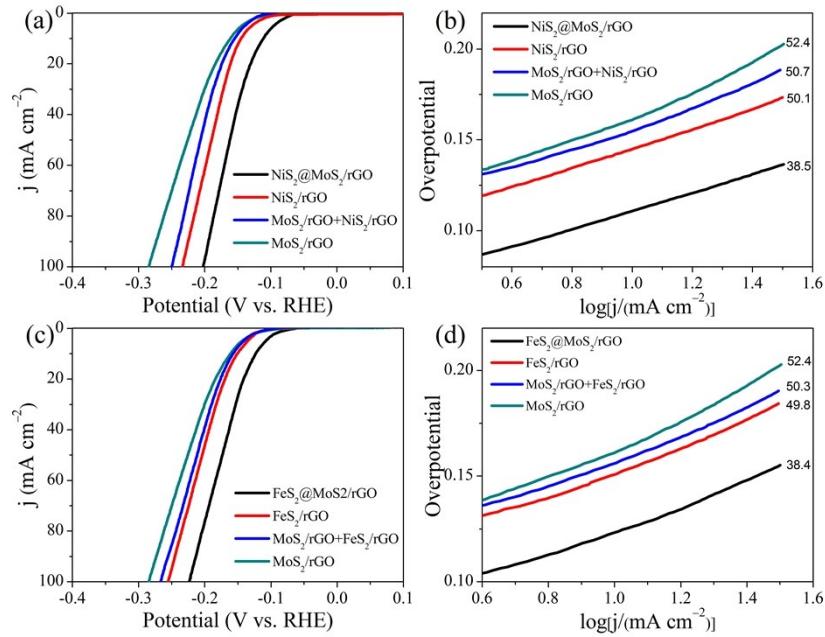 (a)
0
20
40
60
80
100
j (mA cm⁻²)
NiS₂@MoS₂/rGO
NiS₂/rGO
MoS₂/rGO+NiS₂/rGO
MoS₂/rGO
-0.4 -0.3 -0.2 -0.1 0.0 0.1
Potential (V vs. RHE)
(b)
NiS₂@MoS₂/rGO
NiS₂/rGO
MoS₂/rGO+NiS₂/rGO
MoS₂/rGO
52.4
50.7
50.1
38.5
0.20
0.15
0.10
Overpotential
0.6 0.8 1.0 1.2 1.4 1.6
log[j/(mA cm⁻²)]
(c)
0
20
40
60
80
100
j (mA cm⁻²)
FeS₂@MoS2/rGO
FeS₂/rGO
MoS₂/rGO+FeS₂/rGO
MoS₂/rGO
-0.4 -0.3 -0.2 -0.1 0.0 0.1
Potential (V vs. RHE)
(d)
FeS₂@MoS₂/rGO
FeS₂/rGO
MoS₂/rGO+FeS₂/rGO
MoS₂/rGO
52.4
50.3
49.8
38.4
0.20
0.15
0.10
Overpotential
0.6 0.8 1.0 1.2 1.4 1.6
log[j/(mA cm⁻²)]